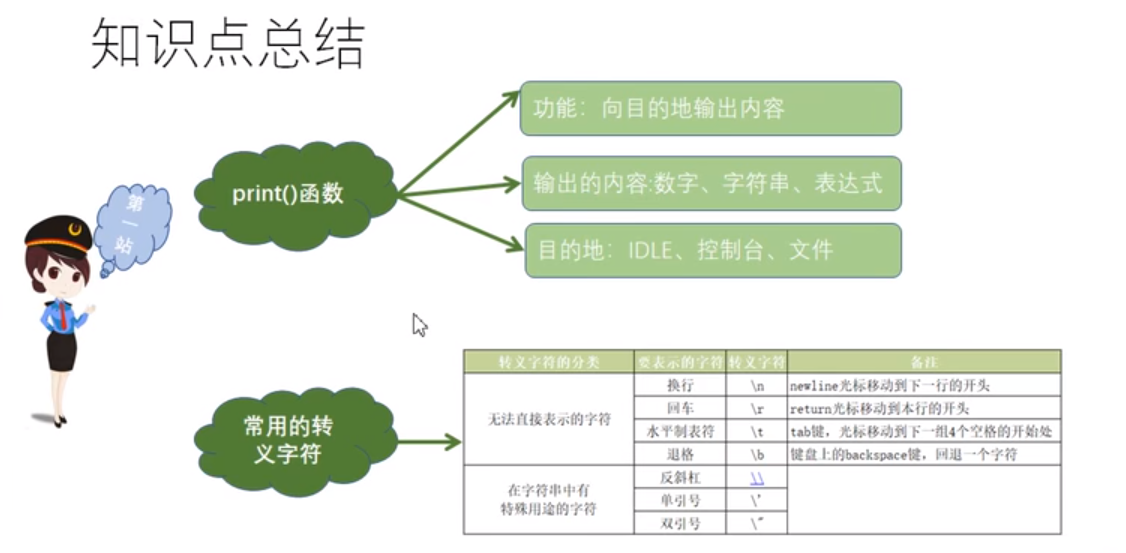 知识点总结
功能：向目的地输出内容
print()函数
输出的内容:数字、字符串、表达式
目的地：IDLE、控制台、文件
第
一
站
常用的转
义字符
转义字符的分类 要表示的字符 转义字符 备注
无法直接表示的字符
换行 \n newline光标移动到下一行的开头
回车 \r return光标移动到本行的开头
水平制表符 \t tab键，光标移动到下一组4个空格的开始处
退格 \b 键盘上的backspace键，回退一个字符
在字符串中有
特殊用途的字符
反斜杠 \\
单引号 \'
双引号 \"